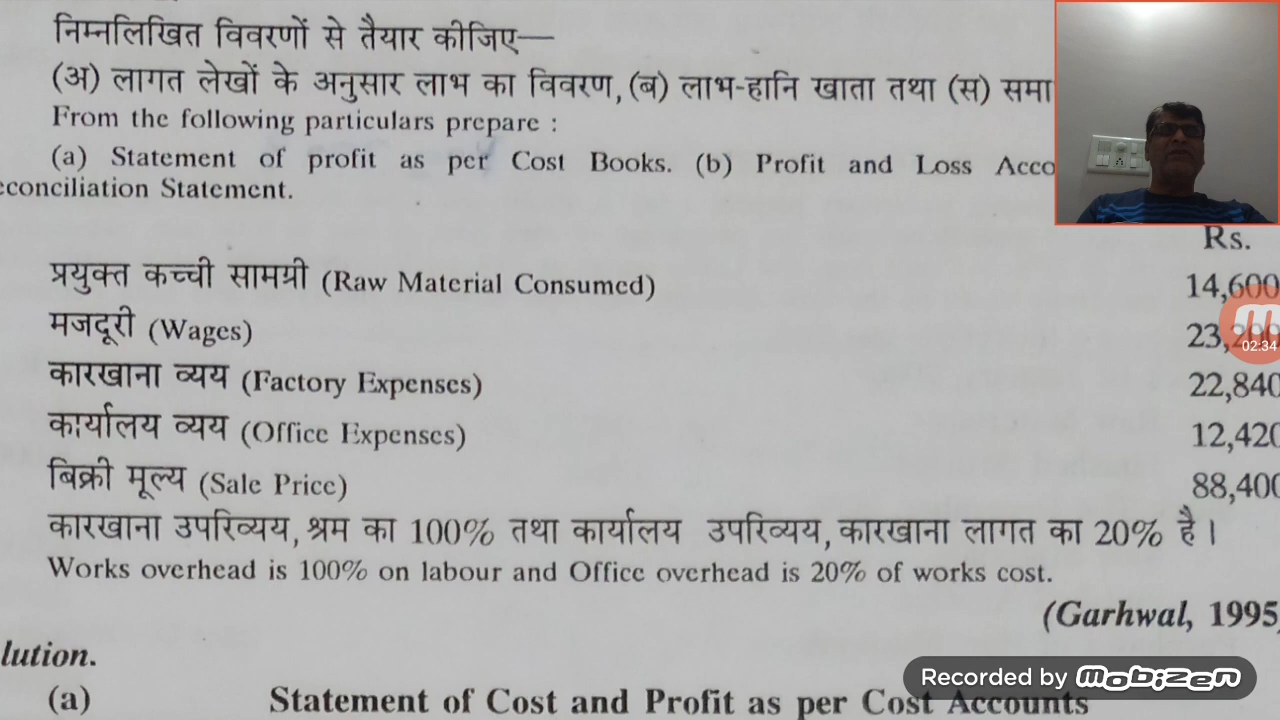 निम्नलिखित विवरणों से तैयार कीजिए—
(अ) लागत लेखों के अनुसार लाभ का विवरण, (ब) लाभ-हानि खाता तथा (स) समा
From the following particulars prepare :
(a) Statement of profit as per Cost Books. (b) Profit and Loss Acco
econciliation Statement.
Rs.
प्रयुक्त कच्ची सामग्री (Raw Material Consumed) 14,600
मजदूरी (Wages) 23,200
02:34
कारखाना व्यय (Factory Expenses) 22,840
कार्यालय व्यय (Office Expenses) 12,420
बिक्री मूल्य (Sale Price) 88,400
कारखाना उपरिव्यय, श्रम का 100% तथा कार्यालय उपरिव्यय, कारखाना लागत का 20% है।
Works overhead is 100% on labour and Office overhead is 20% of works cost.
(Garhwal, 1995)
lution.
Recorded by mobizen
(a) Statement of Cost and Profit as per Cost Accounts